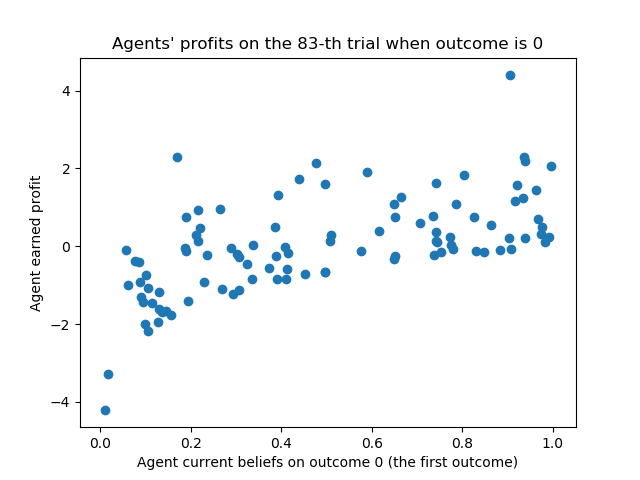 Agents' profits on the 83-th trial when outcome is 0
Agent earned profit
4
2
0
−2
−4
0.0 0.2 0.4 0.6 0.8 1.0
Agent current beliefs on outcome 0 (the first outcome)